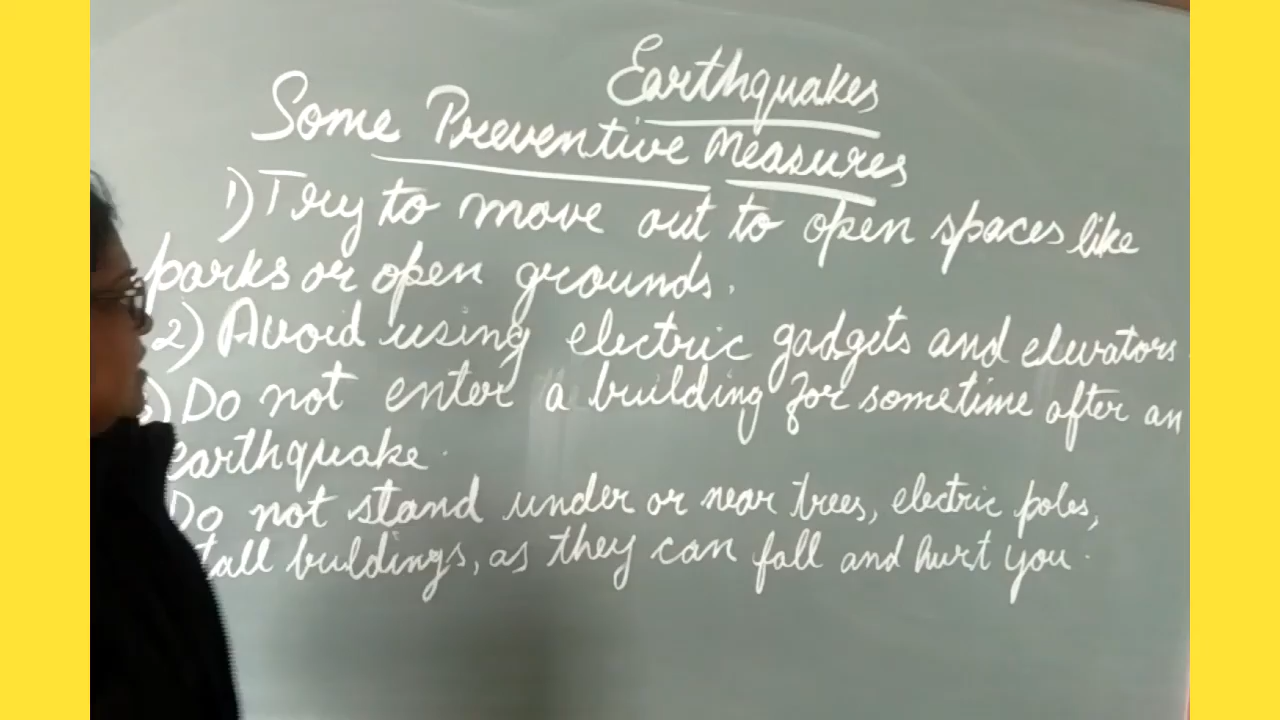 Earthquakes
Some Preventive Measures
1) Try to move out to open spaces like
parks or open grounds.
2) Avoid using electric gadgets and elevators.
) Do not enter a building for sometime after an
earthquake.
Do not stand under or near trees, electric poles,
tall buildings, as they can fall and hurt you.